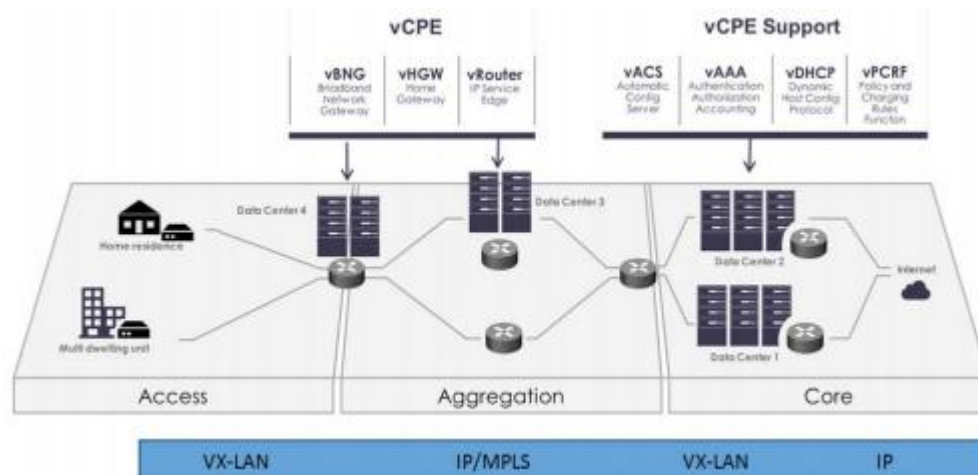 vCPE
vCPE Support
vBNG
Broadband
Network
Gateway
vHGW
Home
Gateway
vRouter
IP Service
Edge
vACS
Automatic
Config
Server
vAAA
Authentication
Authorization
Accounting
vDHCP
Dynamic
Host Config
Protocol
vPCRF
Policy and
Charging
Rules
Function
Data Center 4
Data Center 3
Home residence
Data Center 2
Internet
Multi dwelling unit
Data Center 1
Access
Aggregation
Core
VX-LAN
IP/MPLS
VX-LAN
IP